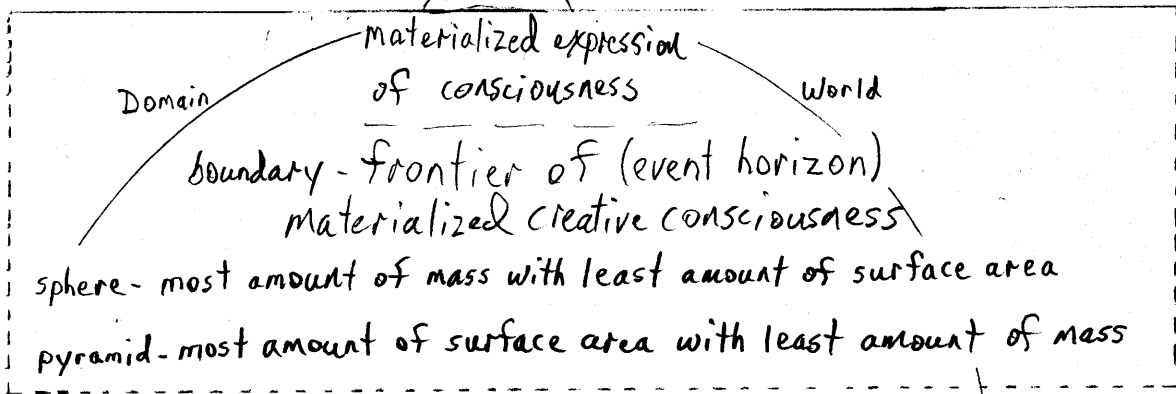 materialized expression
of consciousness
Domain
World
boundary - frontier of (event horizon)
materialized creative consciousness
sphere - most amount of mass with least amount of surface area
pyramid - most amount of surface area with least amount of mass